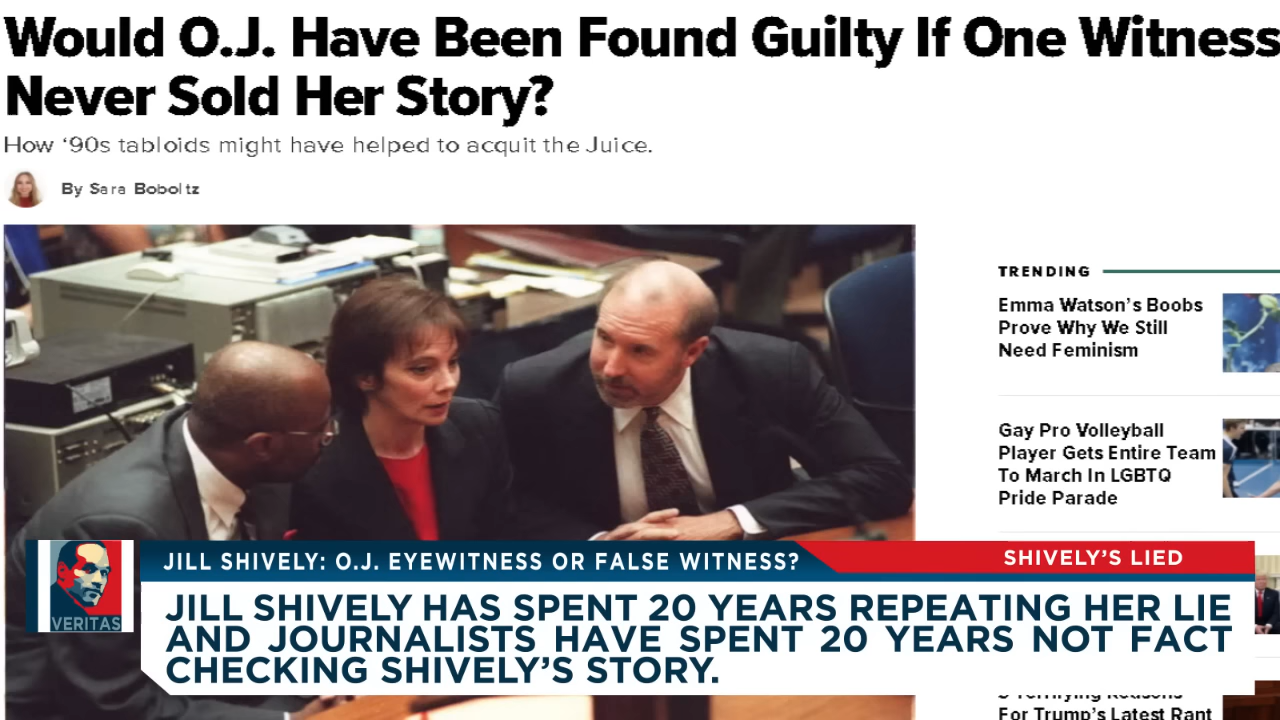 Would O.J. Have Been Found Guilty If One Witness
Never Sold Her Story?
How ‘90s tabloids might have helped to acquit the Juice.
By Sara Boboltz
TRENDING
Emma Watson’s Boobs
Prove Why We Still
Need Feminism
Gay Pro Volleyball
Player Gets Entire Team
To March In LGBTQ
Pride Parade
JILL SHIVELY: O.J. EYEWITNESS OR FALSE WITNESS?
SHIVELY’S LIED
VERITAS
JILL SHIVELY HAS SPENT 20 YEARS REPEATING HER LIE
AND JOURNALISTS HAVE SPENT 20 YEARS NOT FACT
CHECKING SHIVELY’S STORY.
Terrifying Reasons
For Trump’s Latest Rant